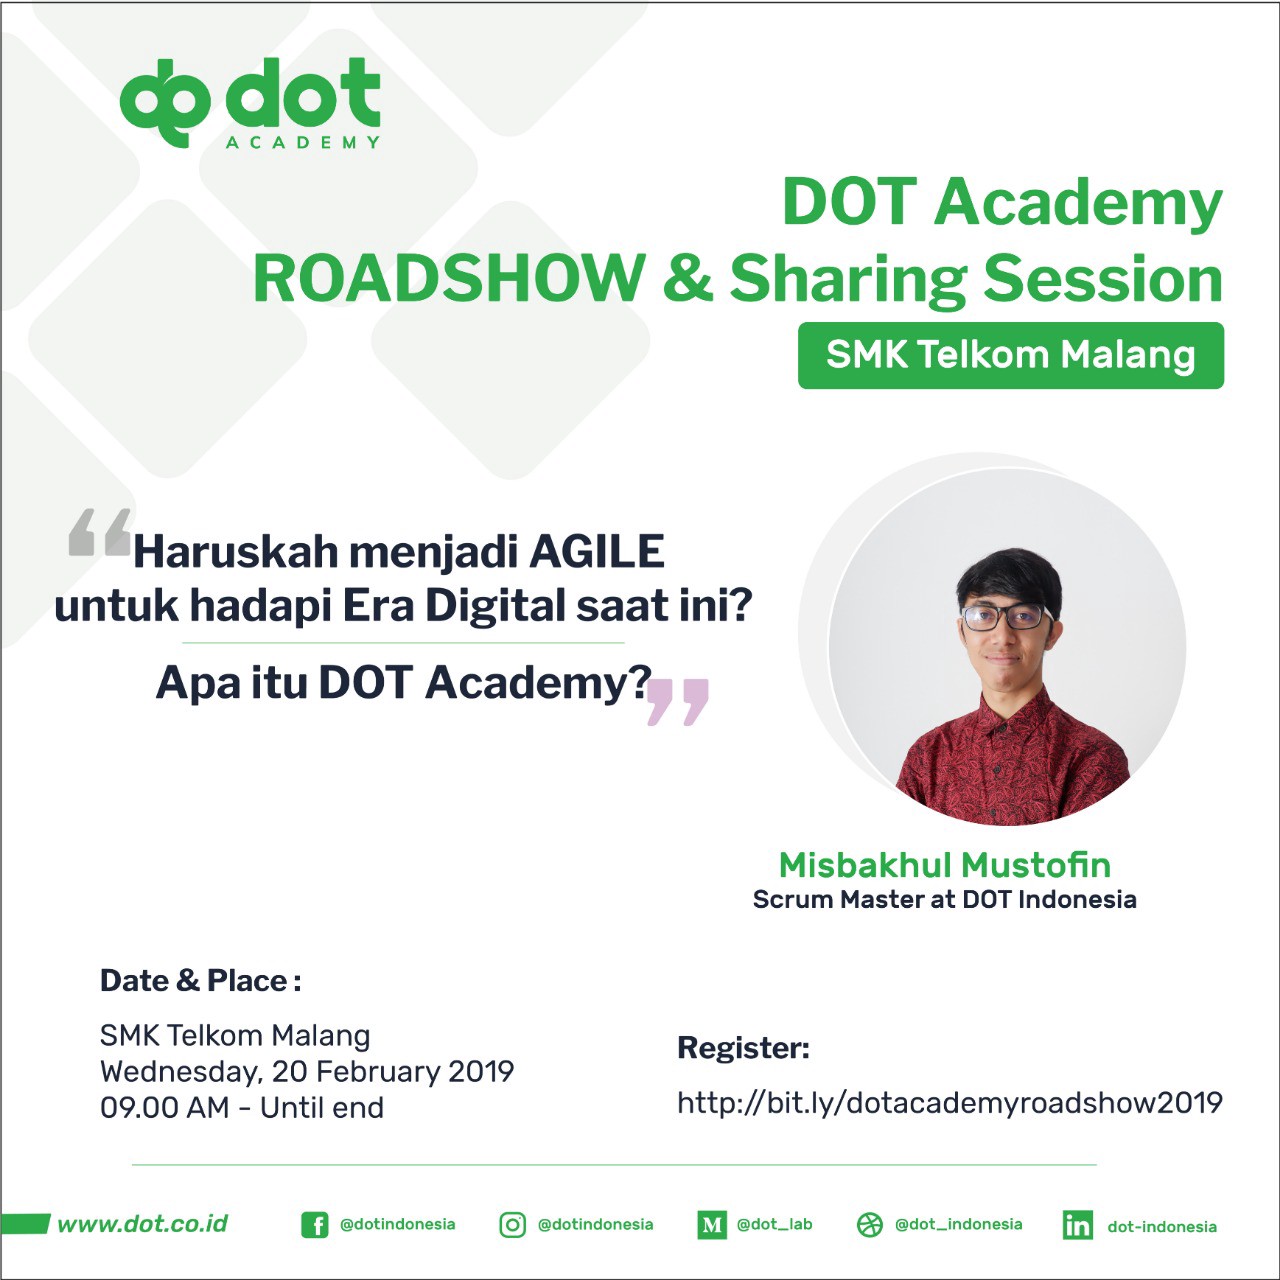 dot
ACADEMY
DOT Academy
ROADSHOW & Sharing Session
SMK Telkom Malang
“Haruskah menjadi AGILE
untuk hadapi Era Digital saat ini?
Apa itu DOT Academy?”
Misbakhul Mustofin
Scrum Master at DOT Indonesia
Date & Place :
SMK Telkom Malang
Wednesday, 20 February 2019
09.00 AM - Until end
Register:
http://bit.ly/dotacademyroadshow2019
www.dot.co.id
@dotindonesia
@dotindonesia
@dot_lab
@dot_indonesia
dot-indonesia